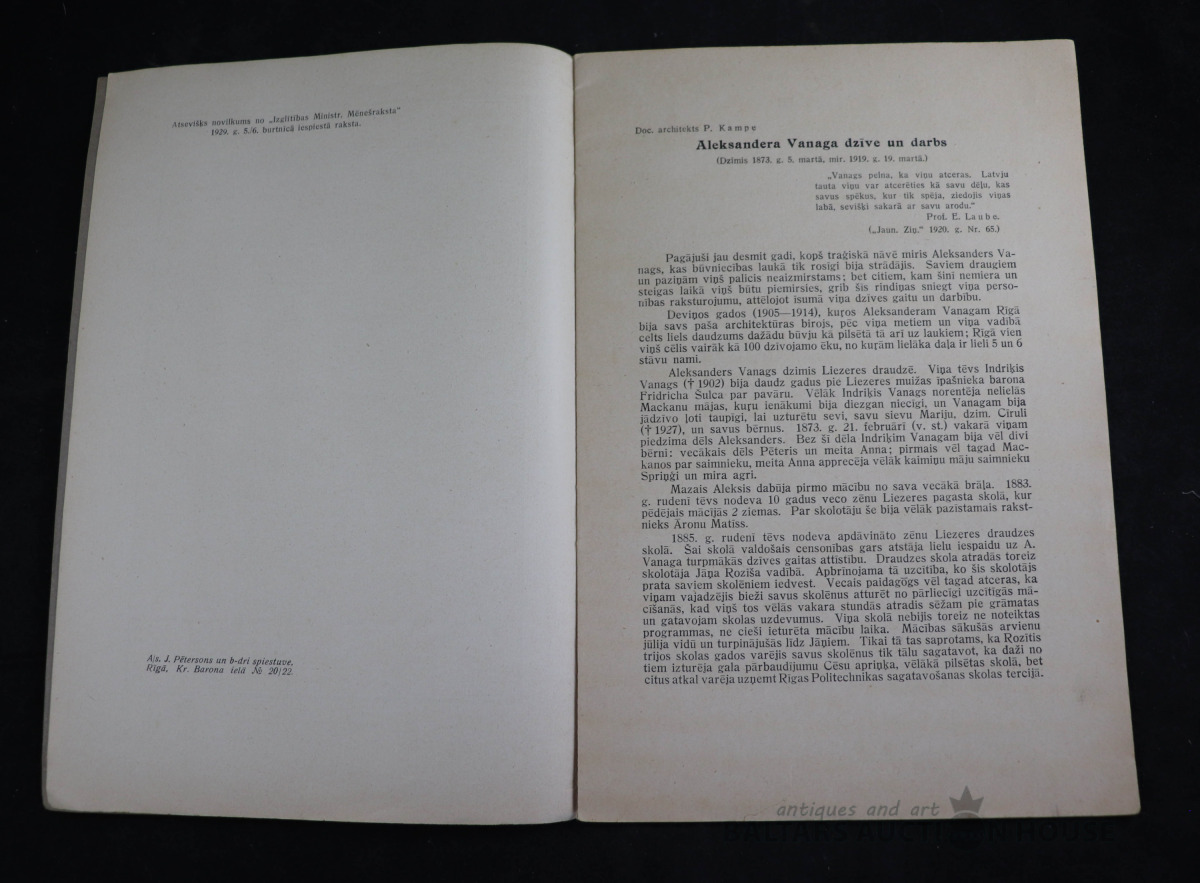 Atsevišķs novilkums no „Izglītības Ministr. Mēnešraksta"
1929. g. 5./6. burtnīcā iespiestā raksta.
A/s. J. Pētersons un b-dri spiestuve,
Rīgā, Kr. Barona ielā № 20/22.
Doc. architekts P. Kampe
Aleksandera Vanaga dzīve un darbs
(Dzimis 1873. g. 5. martā, mir. 1919. g. 19. martā.)
„Vanags pelna, ka viņu atceras. Latvju
tauta viņu var atcerēties kā savu dēlu, kas
savus spēkus, kur tik spēja, ziedojis viņas
labā, sevišķi sakarā ar savu arodu."
Prof. E. Laube.
(„Jaun. Ziņ." 1920. g. Nr. 65.)
Pagājuši jau desmit gadi, kopš traģiskā nāvē miris Aleksanders Va-
nags, kas būvniecības laukā tik rosīgi bija strādājis. Saviem draugiem
un paziņām viņš palicis neaizmirstams; bet citiem, kam šinī nemiera un
steigas laikā viņš būtu piemirsies, grib šīs rindiņas sniegt viņa perso-
nības raksturojumu, attēlojot īsumā viņa dzīves gaitu un darbību.
Deviņos gados (1905—1914), kuŗos Aleksanderam Vanagam Rīgā
bija savs paša architektūras birojs, pēc viņa metiem un viņa vadībā
celts liels daudzums dažādu būvju kā pilsētā tā arī uz laukiem; Rīgā vien
viņš cēlis vairāk kā 100 dzīvojamo ēku, no kuŗām lielāka daļa ir lieli 5 un 6
stāvu nami.
Aleksanders Vanags dzimis Liezeres draudzē. Viņa tēvs Indriķis
Vanags († 1902) bija daudz gadus pie Liezeres muižas īpašnieka barona
Fridricha Šulca par pavāru. Vēlāk Indriķis Vanags norentēja nelielās
Mackanu mājas, kuŗu ienākumi bija diezgan niecīgi, un Vanagam bija
jādzīvo ļoti taupīgi, lai uzturētu sevi, savu sievu Mariju, dzim. Cīruli
(† 1927), un savus bērnus. 1873. g. 21. februārī (v. st.) vakarā viņam
piedzima dēls Aleksanders. Bez šī dēla Indriķim Vanagam bija vēl divi
bērni: vecākais dēls Pēteris un meita Anna; pirmais vēl tagad Mac-
kanos par saimnieku, meita Anna apprecēja vēlāk kaimiņu māju saimnieku
Spriņģi un mira agri.
Mazais Aleksis dabūja pirmo mācību no sava vecākā brāļa. 1883.
g. rudenī tēvs nodeva 10 gadus veco zēnu Liezeres pagasta skolā, kur
pēdējais mācījās 2 ziemas. Par skolotāju še bija vēlāk pazīstamais rakst-
nieks Āronu Matīss.
1885. g. rudenī tēvs nodeva apdāvināto zēnu Liezeres draudzes
skolā. Šai skolā valdošais censonības gars atstāja lielu iespaidu uz A.
Vanaga turpmākās dzīves gaitas attīstību. Draudzes skola atradās toreiz
skolotāja Jāņa Rozīša vadībā. Apbrīnojama tā uzcītība, ko šis skolotājs
prata saviem skolēniem iedvest. Vecais paidagōgs vēl tagad atceras, ka
viņam vajadzējis bieži savus skolēnus atturēt no pārliecīgi uzcītīgās mā-
cīšanās, kad viņš tos vēlās vakara stundās atradis sēžam pie grāmatas
un gatavojam skolas uzdevumus. Viņa skolā nebijis toreiz ne noteiktas
programmas, ne cieši ieturēta mācību laika. Mācības sākušās arvienu
jūlija vidū un turpinājušās līdz Jāņiem. Tikai tā tas saprotams, ka Rozītis
trijos skolas gados varējis savus skolēnus tik tālu sagatavot, ka daži no
tiem izturēja gala pārbaudījumu Cēsu apriņķa, vēlākā pilsētas skolā, bet
citus atkal varēja uzņemt Rīgas Politechnikas sagatavošanas skolas tercijā.
antiques and art
BALTARS AUCTION HOUSE